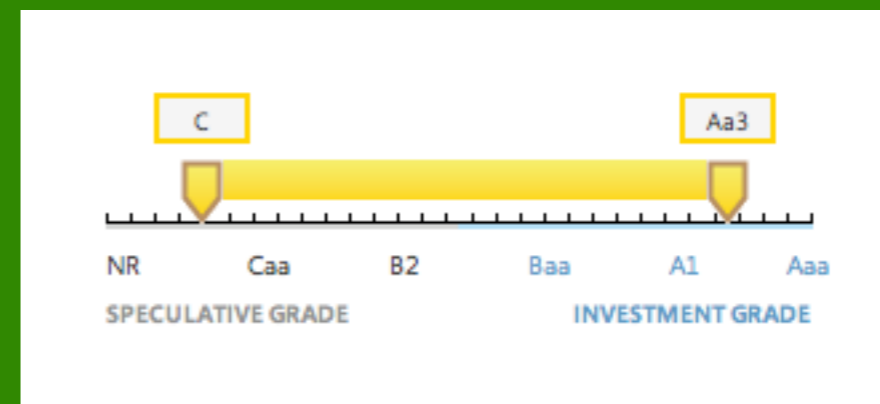 C Aa3
NR Caa B2 Baa A1 Aaa
SPECULATIVE GRADE INVESTMENT GRADE